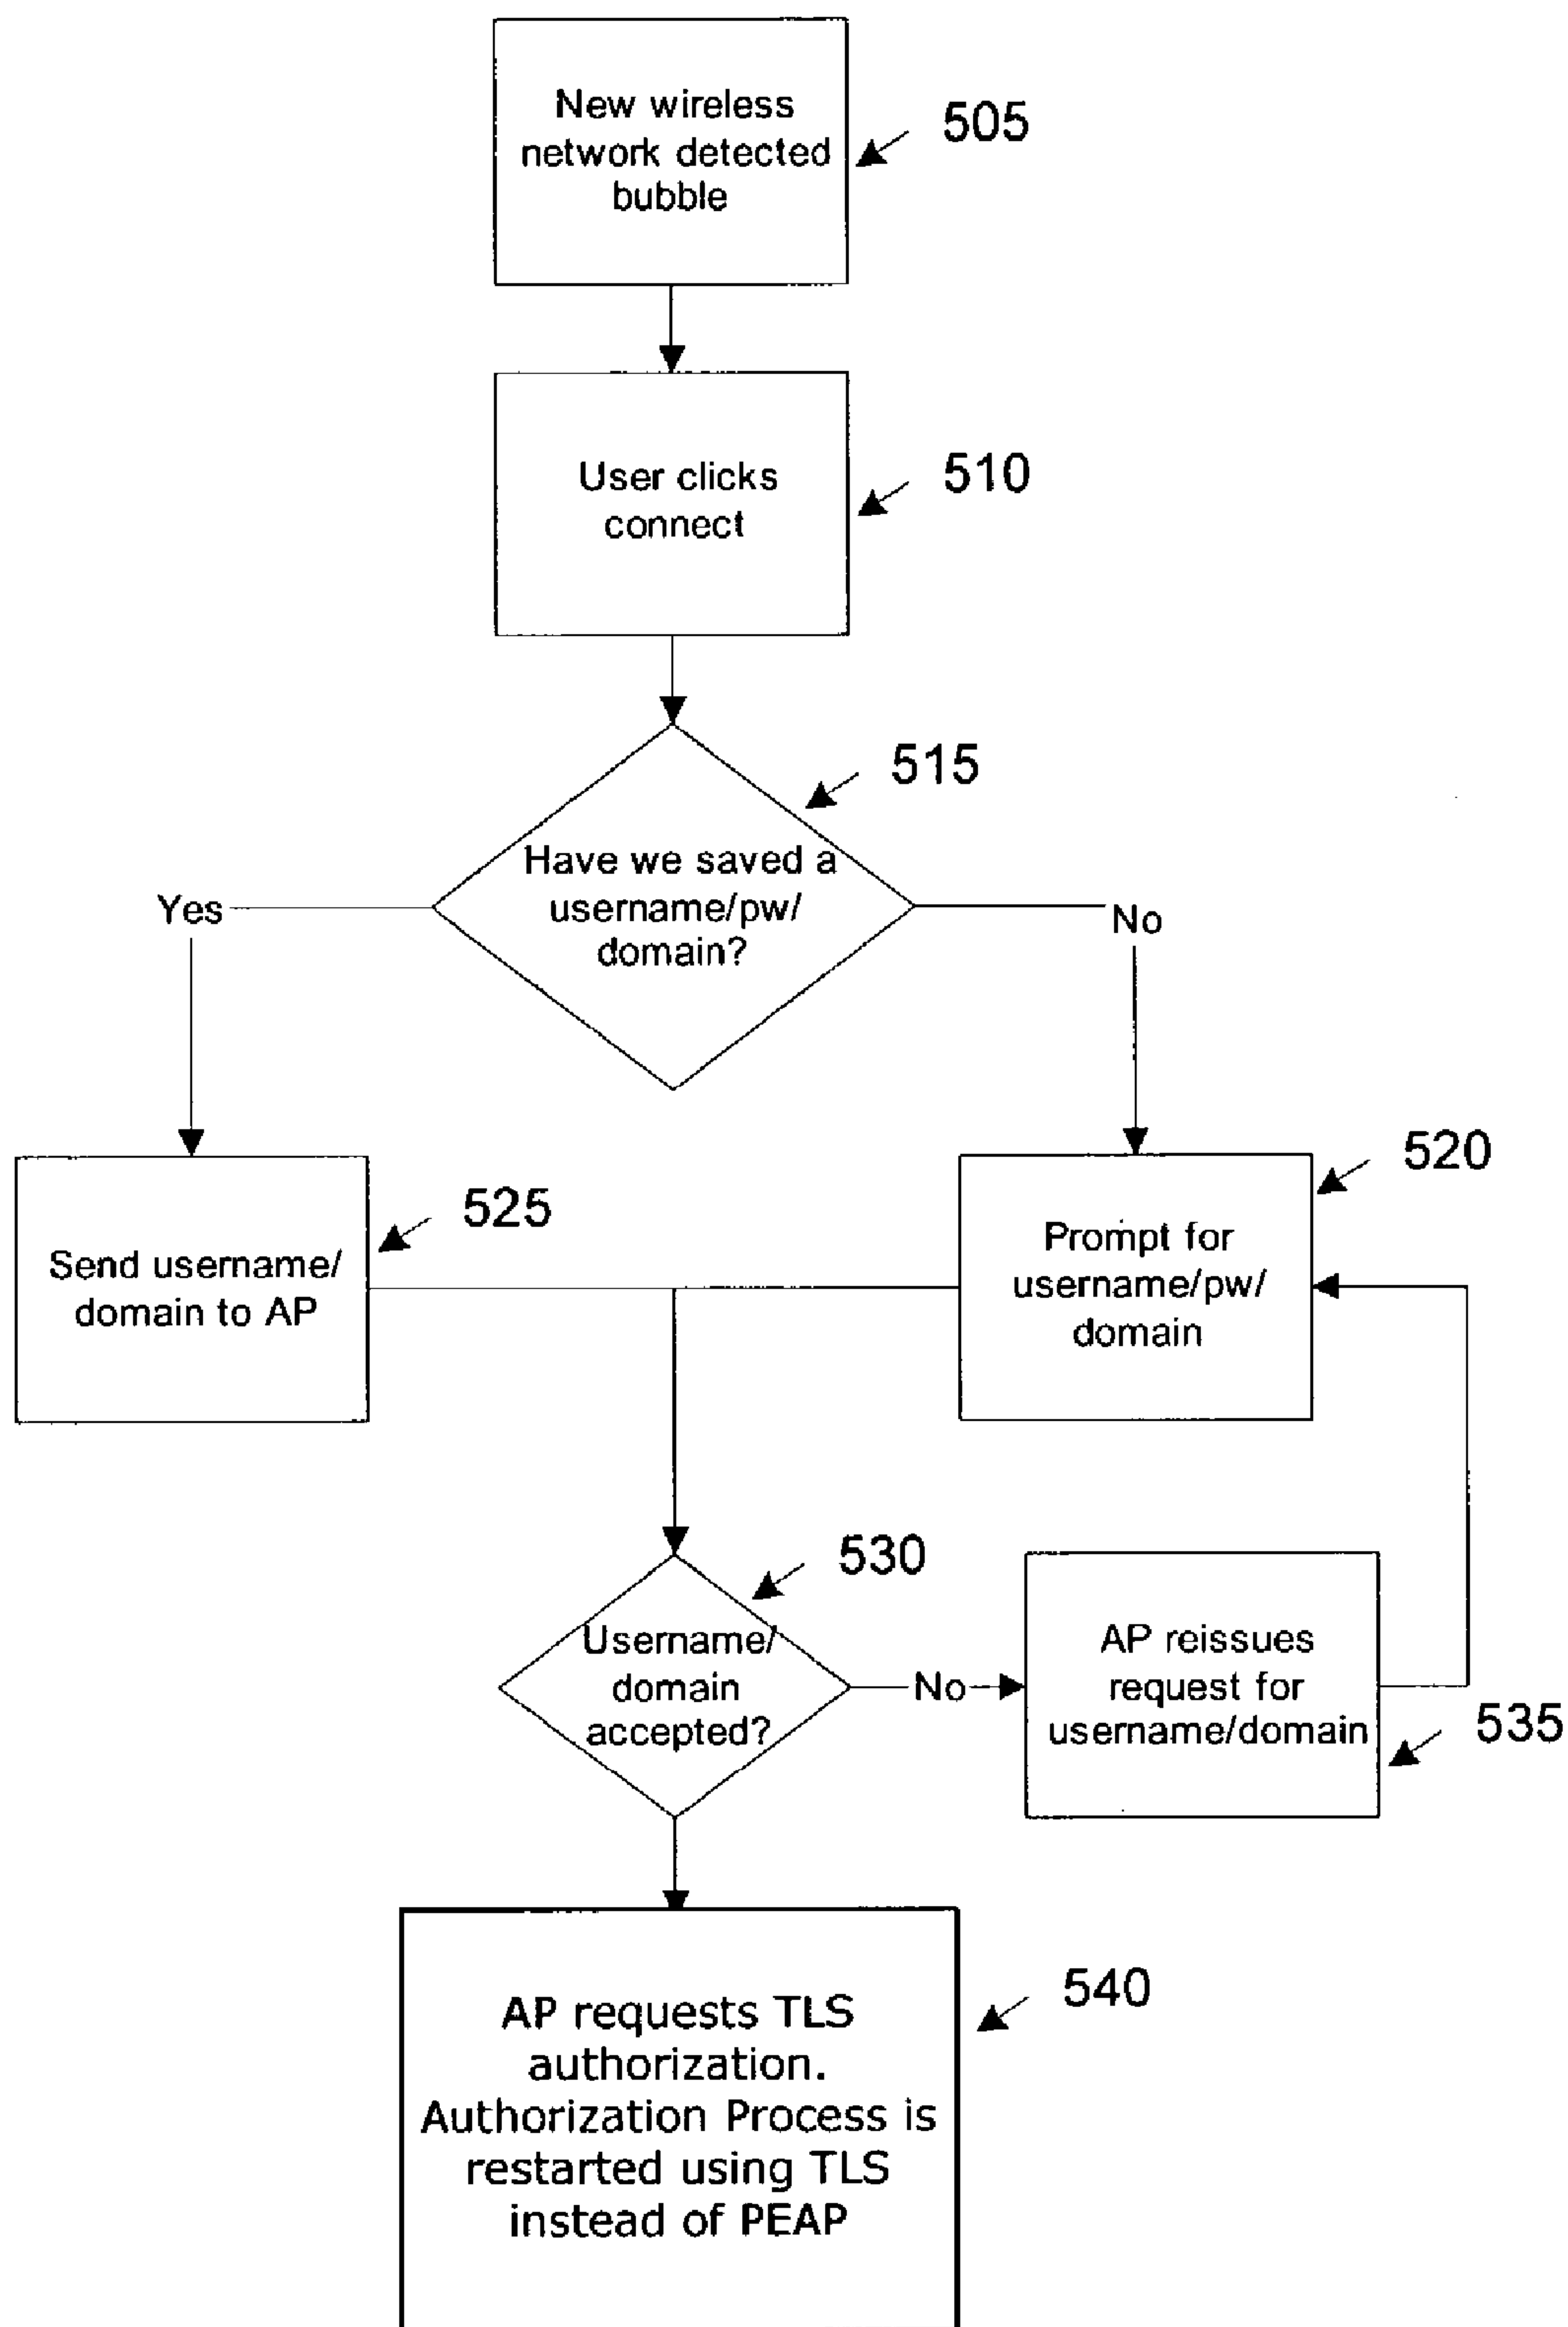 New wireless
network detected
bubble
505
User clicks
connect
510
515
Have we saved a
username/pw/
domain?
Yes
No
520
525
Send username/
domain to AP
Prompt for
username/pw/
domain
530
Username/
domain
accepted?
No
AP reissues
request for
username/domain
535
540
AP requests TLS
authorization.
Authorization Process is
restarted using TLS
instead of PEAP